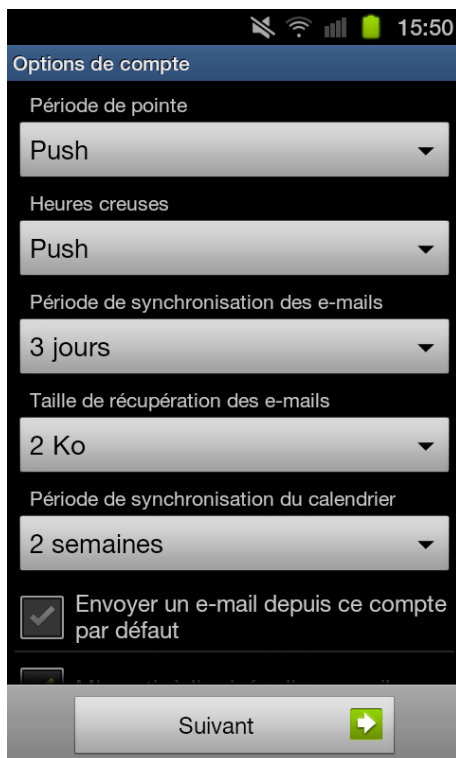 15:50
Options de compte
Période de pointe
Push
Heures creuses
Push
Période de synchronisation des e-mails
3 jours
Taille de récupération des e-mails
2 Ko
Période de synchronisation du calendrier
2 semaines
Envoyer un e-mail depuis ce compte
par défaut
Suivant